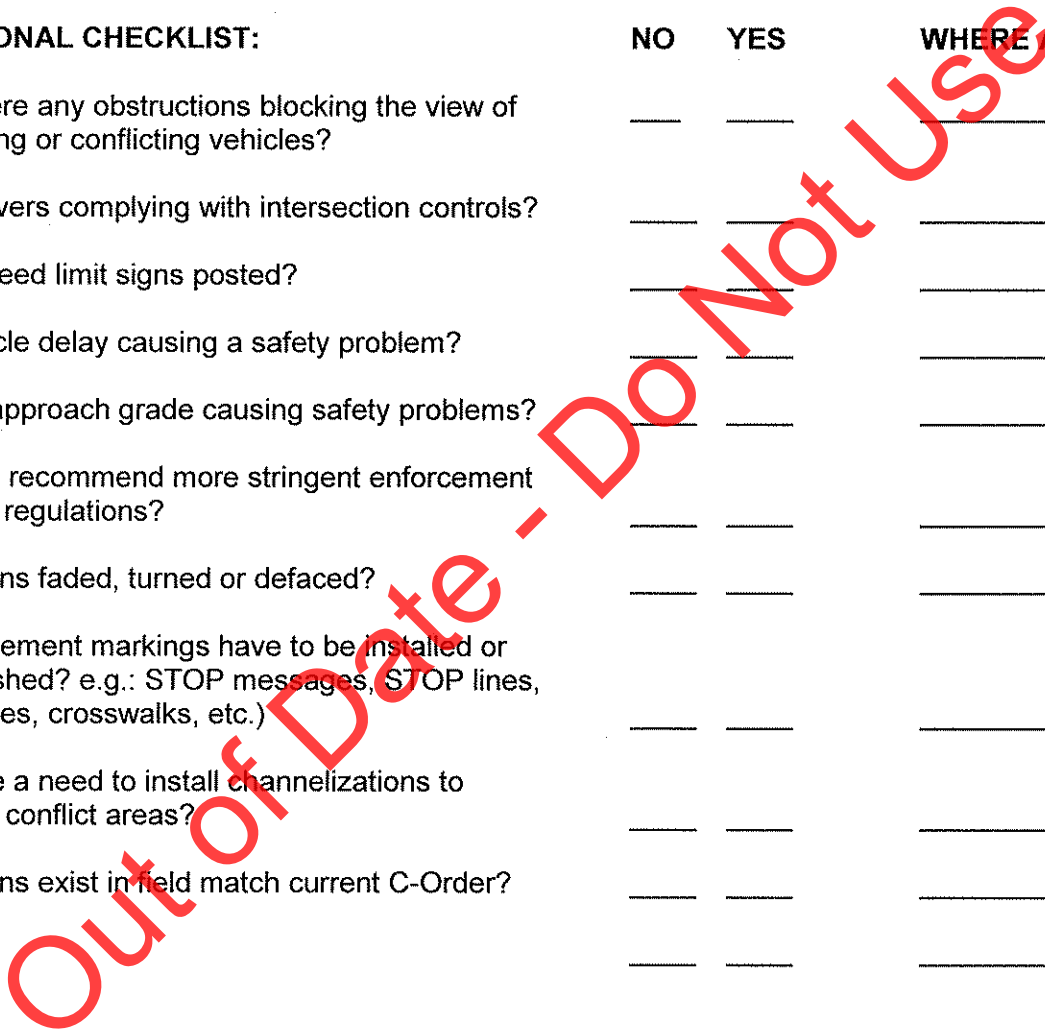 ONAL CHECKLIST: NO YES WHERE A
ere any obstructions blocking the view of
ng or conflicting vehicles?
vers complying with intersection controls?
eed limit signs posted?
cle delay causing a safety problem?
approach grade causing safety problems?
recommend more stringent enforcement
regulations?
ns faded, turned or defaced?
ement markings have to be installed or
shed? e.g.: STOP messages, STOP lines,
es, crosswalks, etc.)
e a need to install channelizations to
conflict areas?
ns exist in field match current C-Order?
Out of Date - Do Not Use